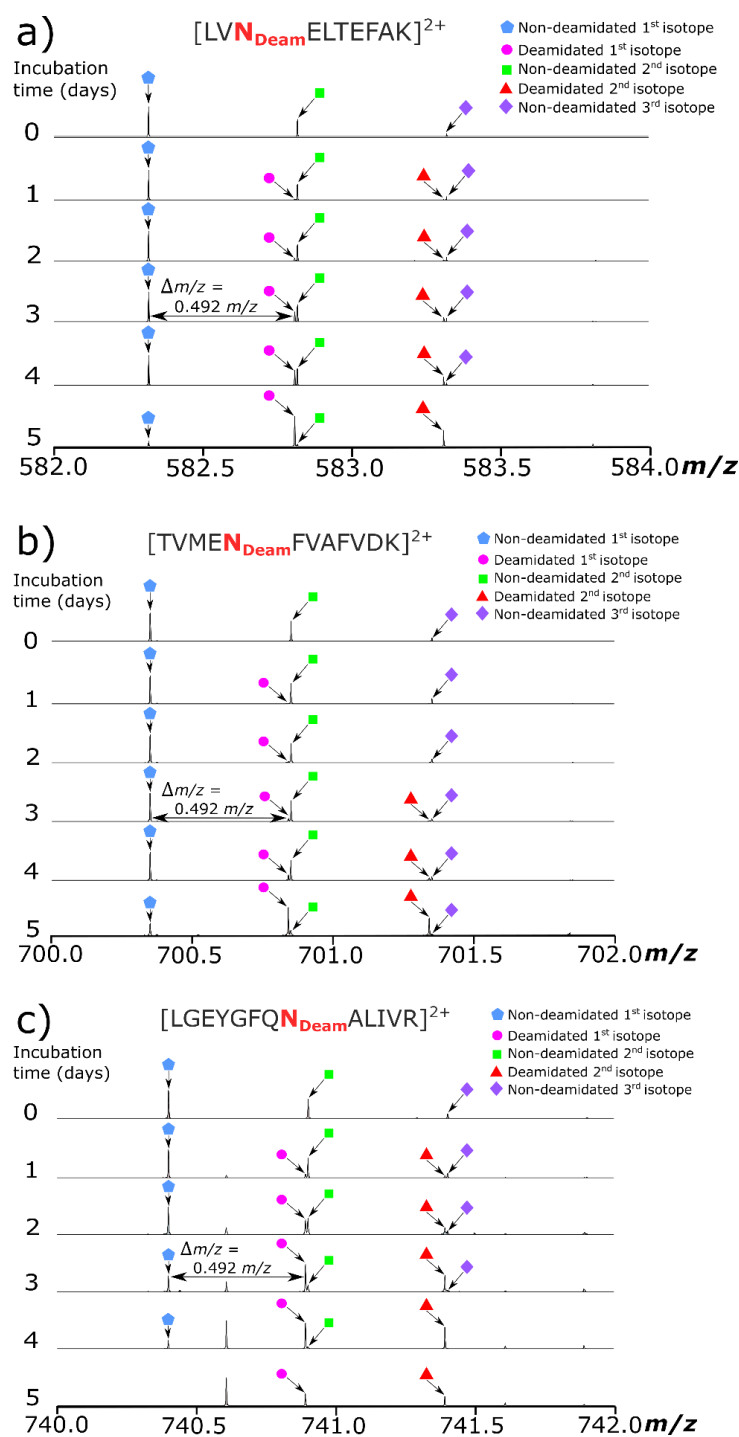 a)
[LVN_DeamELTEFAK]²⁺
Non-deamidated 1ˢᵗ isotope
Deamidated 1ˢᵗ isotope
Non-deamidated 2ⁿᵈ isotope
Deamidated 2ⁿᵈ isotope
Non-deamidated 3ʳᵈ isotope
Incubation
time (days)
0
1
2
Δm/z =
0.492 m/z
3
4
5
582.0 582.5 583.0 583.5 584.0 m/z
b)
[TVMEN_DeamFVAFVDK]²⁺
Non-deamidated 1ˢᵗ isotope
Deamidated 1ˢᵗ isotope
Non-deamidated 2ⁿᵈ isotope
Deamidated 2ⁿᵈ isotope
Non-deamidated 3ʳᵈ isotope
Incubation
time (days)
0
1
2
Δm/z =
0.492 m/z
3
4
5
700.0 700.5 701.0 701.5 702.0 m/z
c)
[LGEYGFQN_DeamALIVR]²⁺
Non-deamidated 1ˢᵗ isotope
Deamidated 1ˢᵗ isotope
Non-deamidated 2ⁿᵈ isotope
Deamidated 2ⁿᵈ isotope
Non-deamidated 3ʳᵈ isotope
Incubation
time (days)
0
1
2
Δm/z =
0.492 m/z
3
4
5
740.0 740.5 741.0 741.5 742.0 m/z